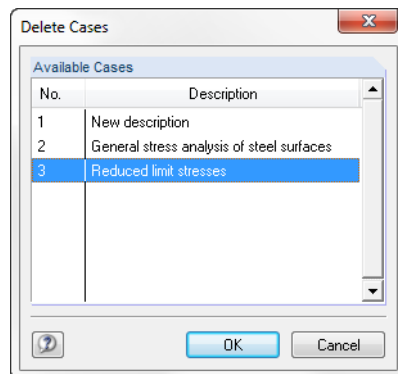 Delete Cases
Available Cases
No. Description
1 New description
2 General stress analysis of steel surfaces
3 Reduced limit stresses
OK Cancel